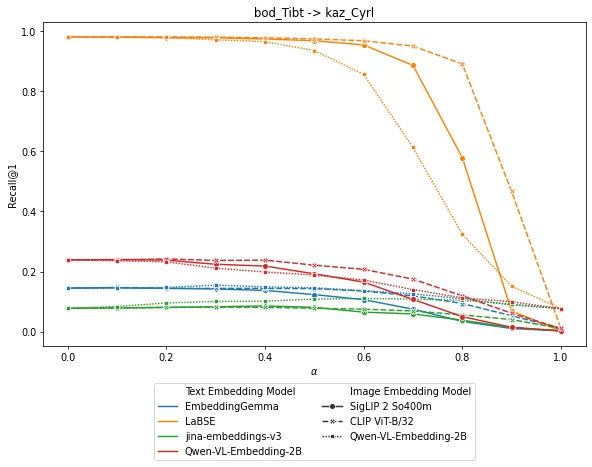 bod_Tibt -> kaz_Cyrl
1.0
0.8
0.6
0.4
0.2
0.0
Recall@1
0.0 0.2 0.4 0.6 0.8 1.0
α
Text Embedding Model
EmbeddingGemma
LaBSE
jina-embeddings-v3
Qwen-VL-Embedding-2B
Image Embedding Model
SigLIP 2 So400m
CLIP ViT-B/32
Qwen-VL-Embedding-2B